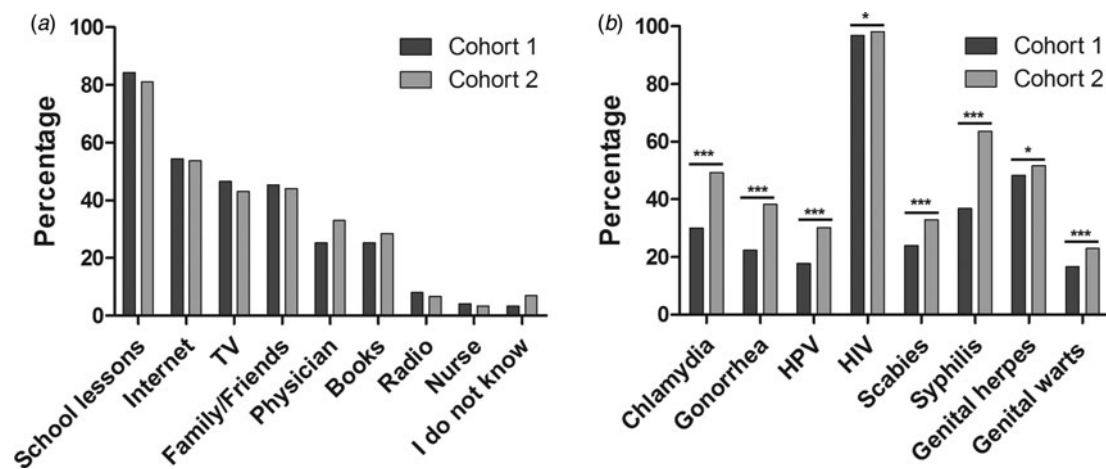 (a)
Cohort 1
Cohort 2
Percentage
100
80
60
40
20
0
School lessons
Internet
TV
Family/Friends
Physician
Books
Radio
Nurse
I do not know
(b)
Cohort 1
Cohort 2
Percentage
100
80
60
40
20
0
***
***
***
*
***
***
*
***
Chlamydia
Gonorrhea
HPV
HIV
Scabies
Syphilis
Genital herpes
Genital warts